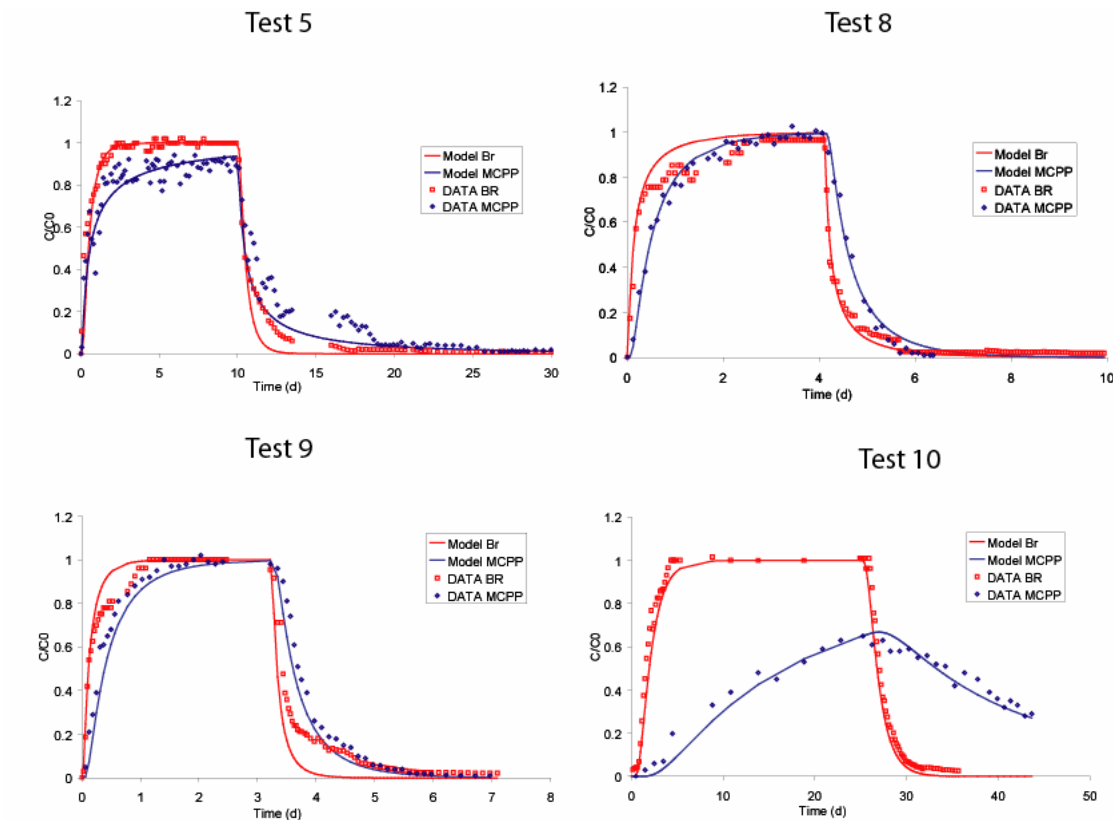 Test 5
Test 8
1.2
1
0.8
0.6
0.4
0.2
0
C/C0
0
5
10
15
20
25
30
Time (d)
Model Br
Model MCPP
DATA BR
DATA MCPP
1.2
1
0.8
0.6
0.4
0.2
0
C/C0
0
2
4
6
8
10
Time (d)
Model Br
Model MCPP
DATA BR
DATA MCPP
Test 9
Test 10
1.2
1
0.8
0.6
0.4
0.2
0
C/C0
0
1
2
3
4
5
6
7
8
Time (d)
Model Br
Model MCPP
DATA BR
DATA MCPP
1.2
1
0.8
0.6
0.4
0.2
0
C/C0
0
10
20
30
40
50
Time (d)
Model Br
Model MCPP
DATA BR
DATA MCPP